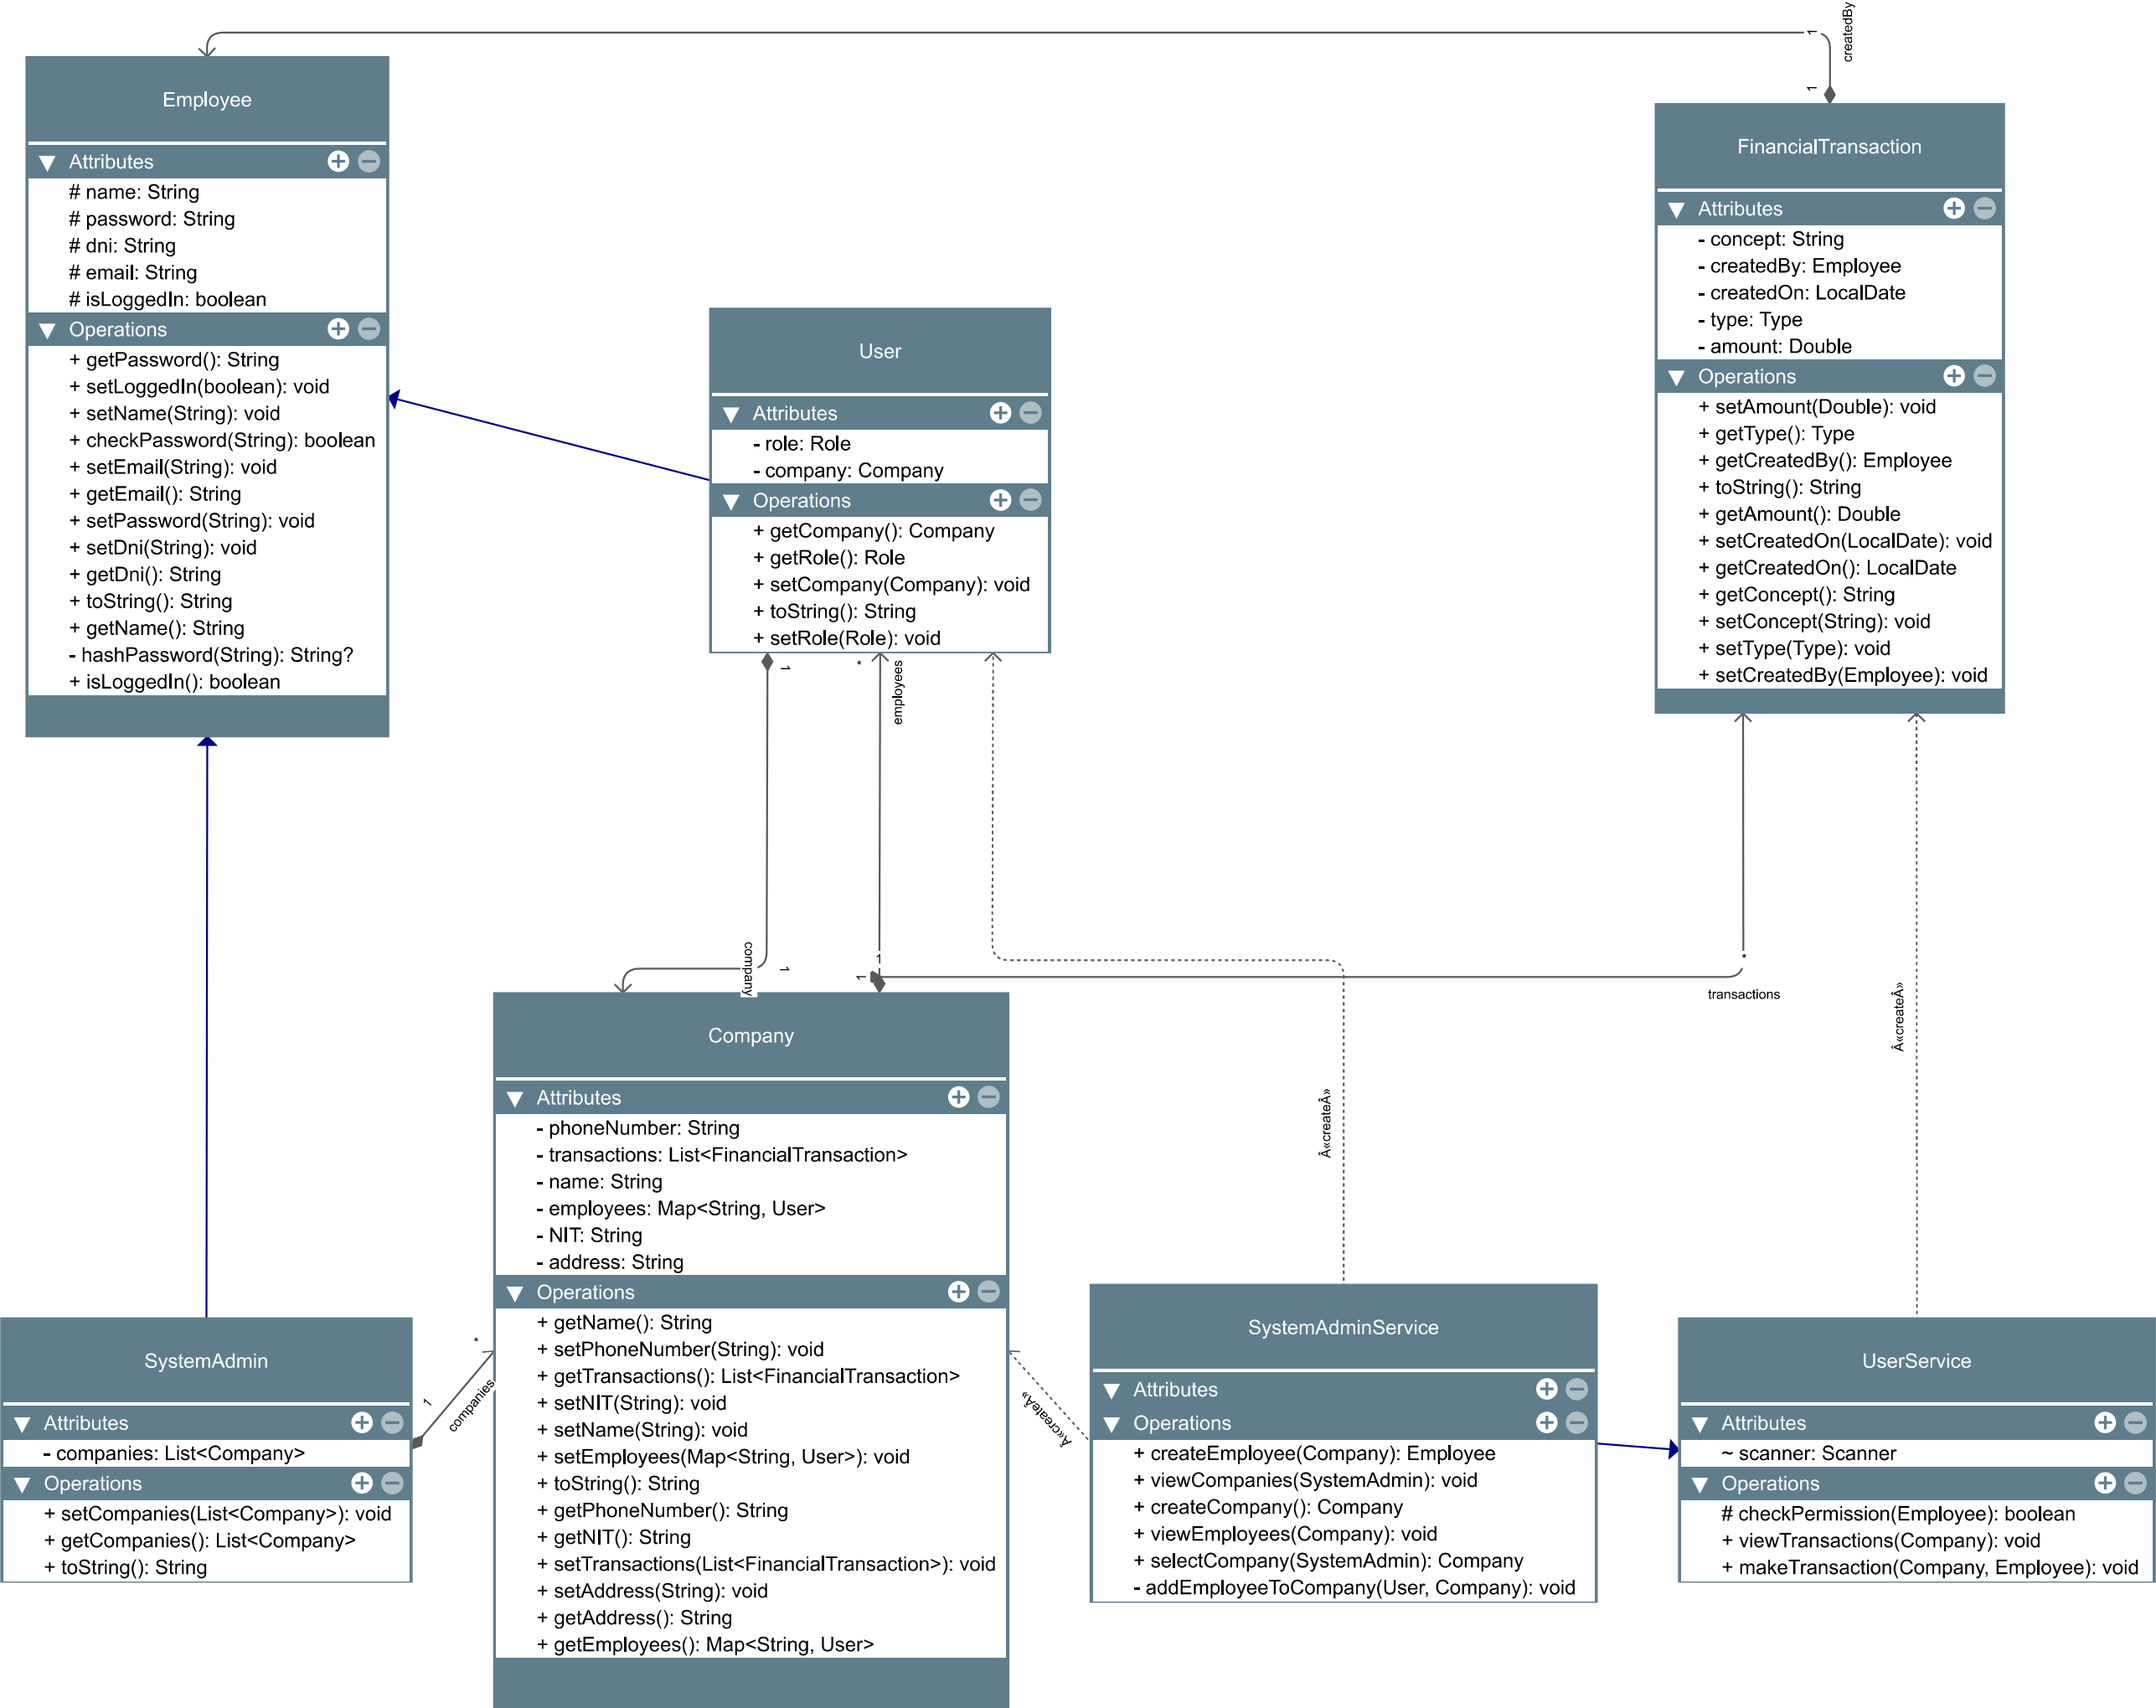 createdBy
1
1
Employee
Attributes
# name: String
# password: String
# dni: String
# email: String
# isLoggedIn: boolean
Operations
+ getPassword(): String
+ setLoggedIn(boolean): void
+ setName(String): void
+ checkPassword(String): boolean
+ setEmail(String): void
+ getEmail(): String
+ setPassword(String): void
+ setDni(String): void
+ getDni(): String
+ toString(): String
+ getName(): String
- hashPassword(String): String?
+ isLoggedIn(): boolean
FinancialTransaction
Attributes
- concept: String
- createdBy: Employee
- createdOn: LocalDate
- type: Type
- amount: Double
Operations
+ setAmount(Double): void
+ getType(): Type
+ getCreatedBy(): Employee
+ toString(): String
+ getAmount(): Double
+ setCreatedOn(LocalDate): void
+ getCreatedOn(): LocalDate
+ getConcept(): String
+ setConcept(String): void
+ setType(Type): void
+ setCreatedBy(Employee): void
User
Attributes
- role: Role
- company: Company
Operations
+ getCompany(): Company
+ getRole(): Role
+ setCompany(Company): void
+ toString(): String
+ setRole(Role): void
1
*
employees
company
1
1
1
*
transactions
Â«createÂ»
Â«createÂ»
Company
Attributes
- phoneNumber: String
- transactions: List<FinancialTransaction>
- name: String
- employees: Map<String, User>
- NIT: String
- address: String
Operations
+ getName(): String
+ setPhoneNumber(String): void
+ getTransactions(): List<FinancialTransaction>
+ setNIT(String): void
+ setName(String): void
+ setEmployees(Map<String, User>): void
+ toString(): String
+ getPhoneNumber(): String
+ getNIT(): String
+ setTransactions(List<FinancialTransaction>): void
+ setAddress(String): void
+ getAddress(): String
+ getEmployees(): Map<String, User>
SystemAdmin
Attributes
- companies: List<Company>
Operations
+ setCompanies(List<Company>): void
+ getCompanies(): List<Company>
+ toString(): String
*
1
companies
Â«createÂ»
SystemAdminService
Attributes
Operations
+ createEmployee(Company): Employee
+ viewCompanies(SystemAdmin): void
+ createCompany(): Company
+ viewEmployees(Company): void
+ selectCompany(SystemAdmin): Company
- addEmployeeToCompany(User, Company): void
UserService
Attributes
~ scanner: Scanner
Operations
# checkPermission(Employee): boolean
+ viewTransactions(Company): void
+ makeTransaction(Company, Employee): void